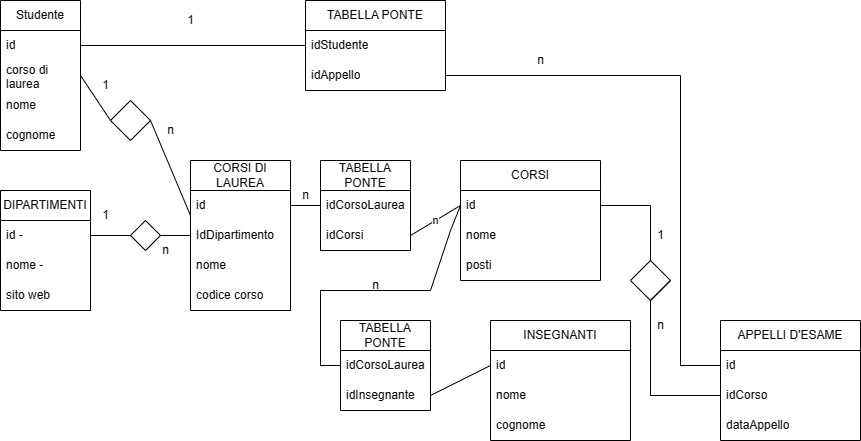 Studente
id
corso di
laurea
nome
cognome
1
TABELLA PONTE
idStudente
idAppello
n
1
n
DIPARTIMENTI
id -
nome -
sito web
1
n
CORSI DI
LAUREA
id
IdDipartimento
nome
codice corso
n
TABELLA
PONTE
idCorsoLaurea
idCorsi
n
CORSI
id
nome
posti
n
1
n
TABELLA
PONTE
idCorsoLaurea
idInsegnante
INSEGNANTI
id
nome
cognome
APPELLI D'ESAME
id
idCorso
dataAppello